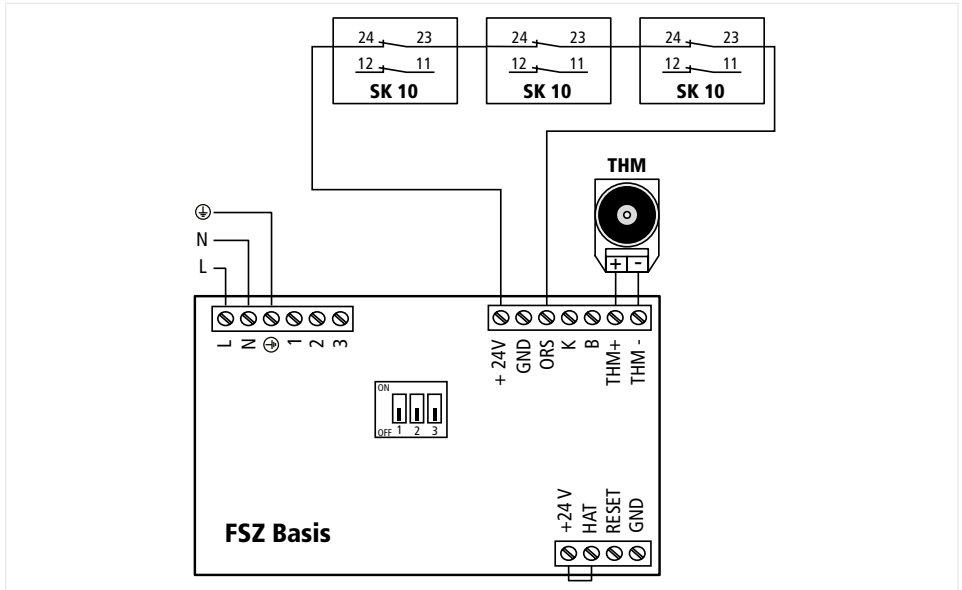 24 23 24 23 24 23
12 11 12 11 12 11
SK 10 SK 10 SK 10
THM
+ -
N
L
L N 1 2 3
+ 24V GND ORS K B THM+ THM -
ON
OFF 1 2 3
+24 V HAT RESET GND
FSZ Basis